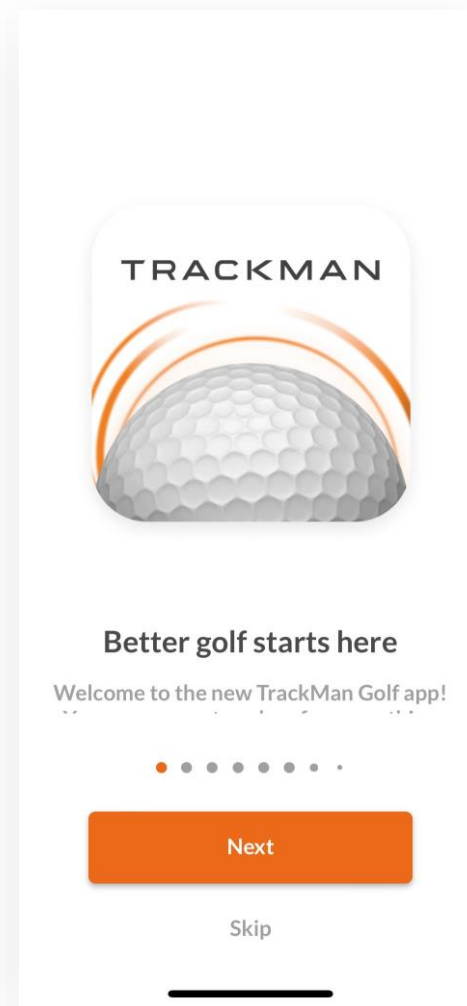 TRACKMAN
Better golf starts here
Welcome to the new TrackMan Golf app!
Next
Skip